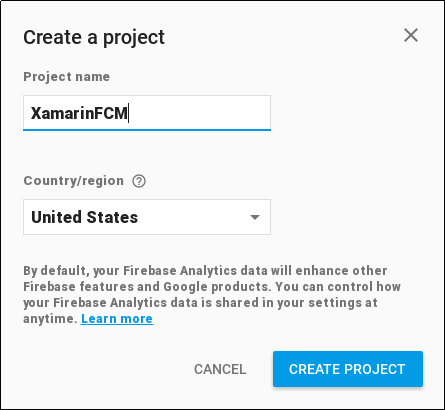 Create a project
Project name
XamarinFCM
Country/region ?
United States
By default, your Firebase Analytics data will enhance other
Firebase features and Google products. You can control how
your Firebase Analytics data is shared in your settings at
anytime. Learn more
CANCEL CREATE PROJECT